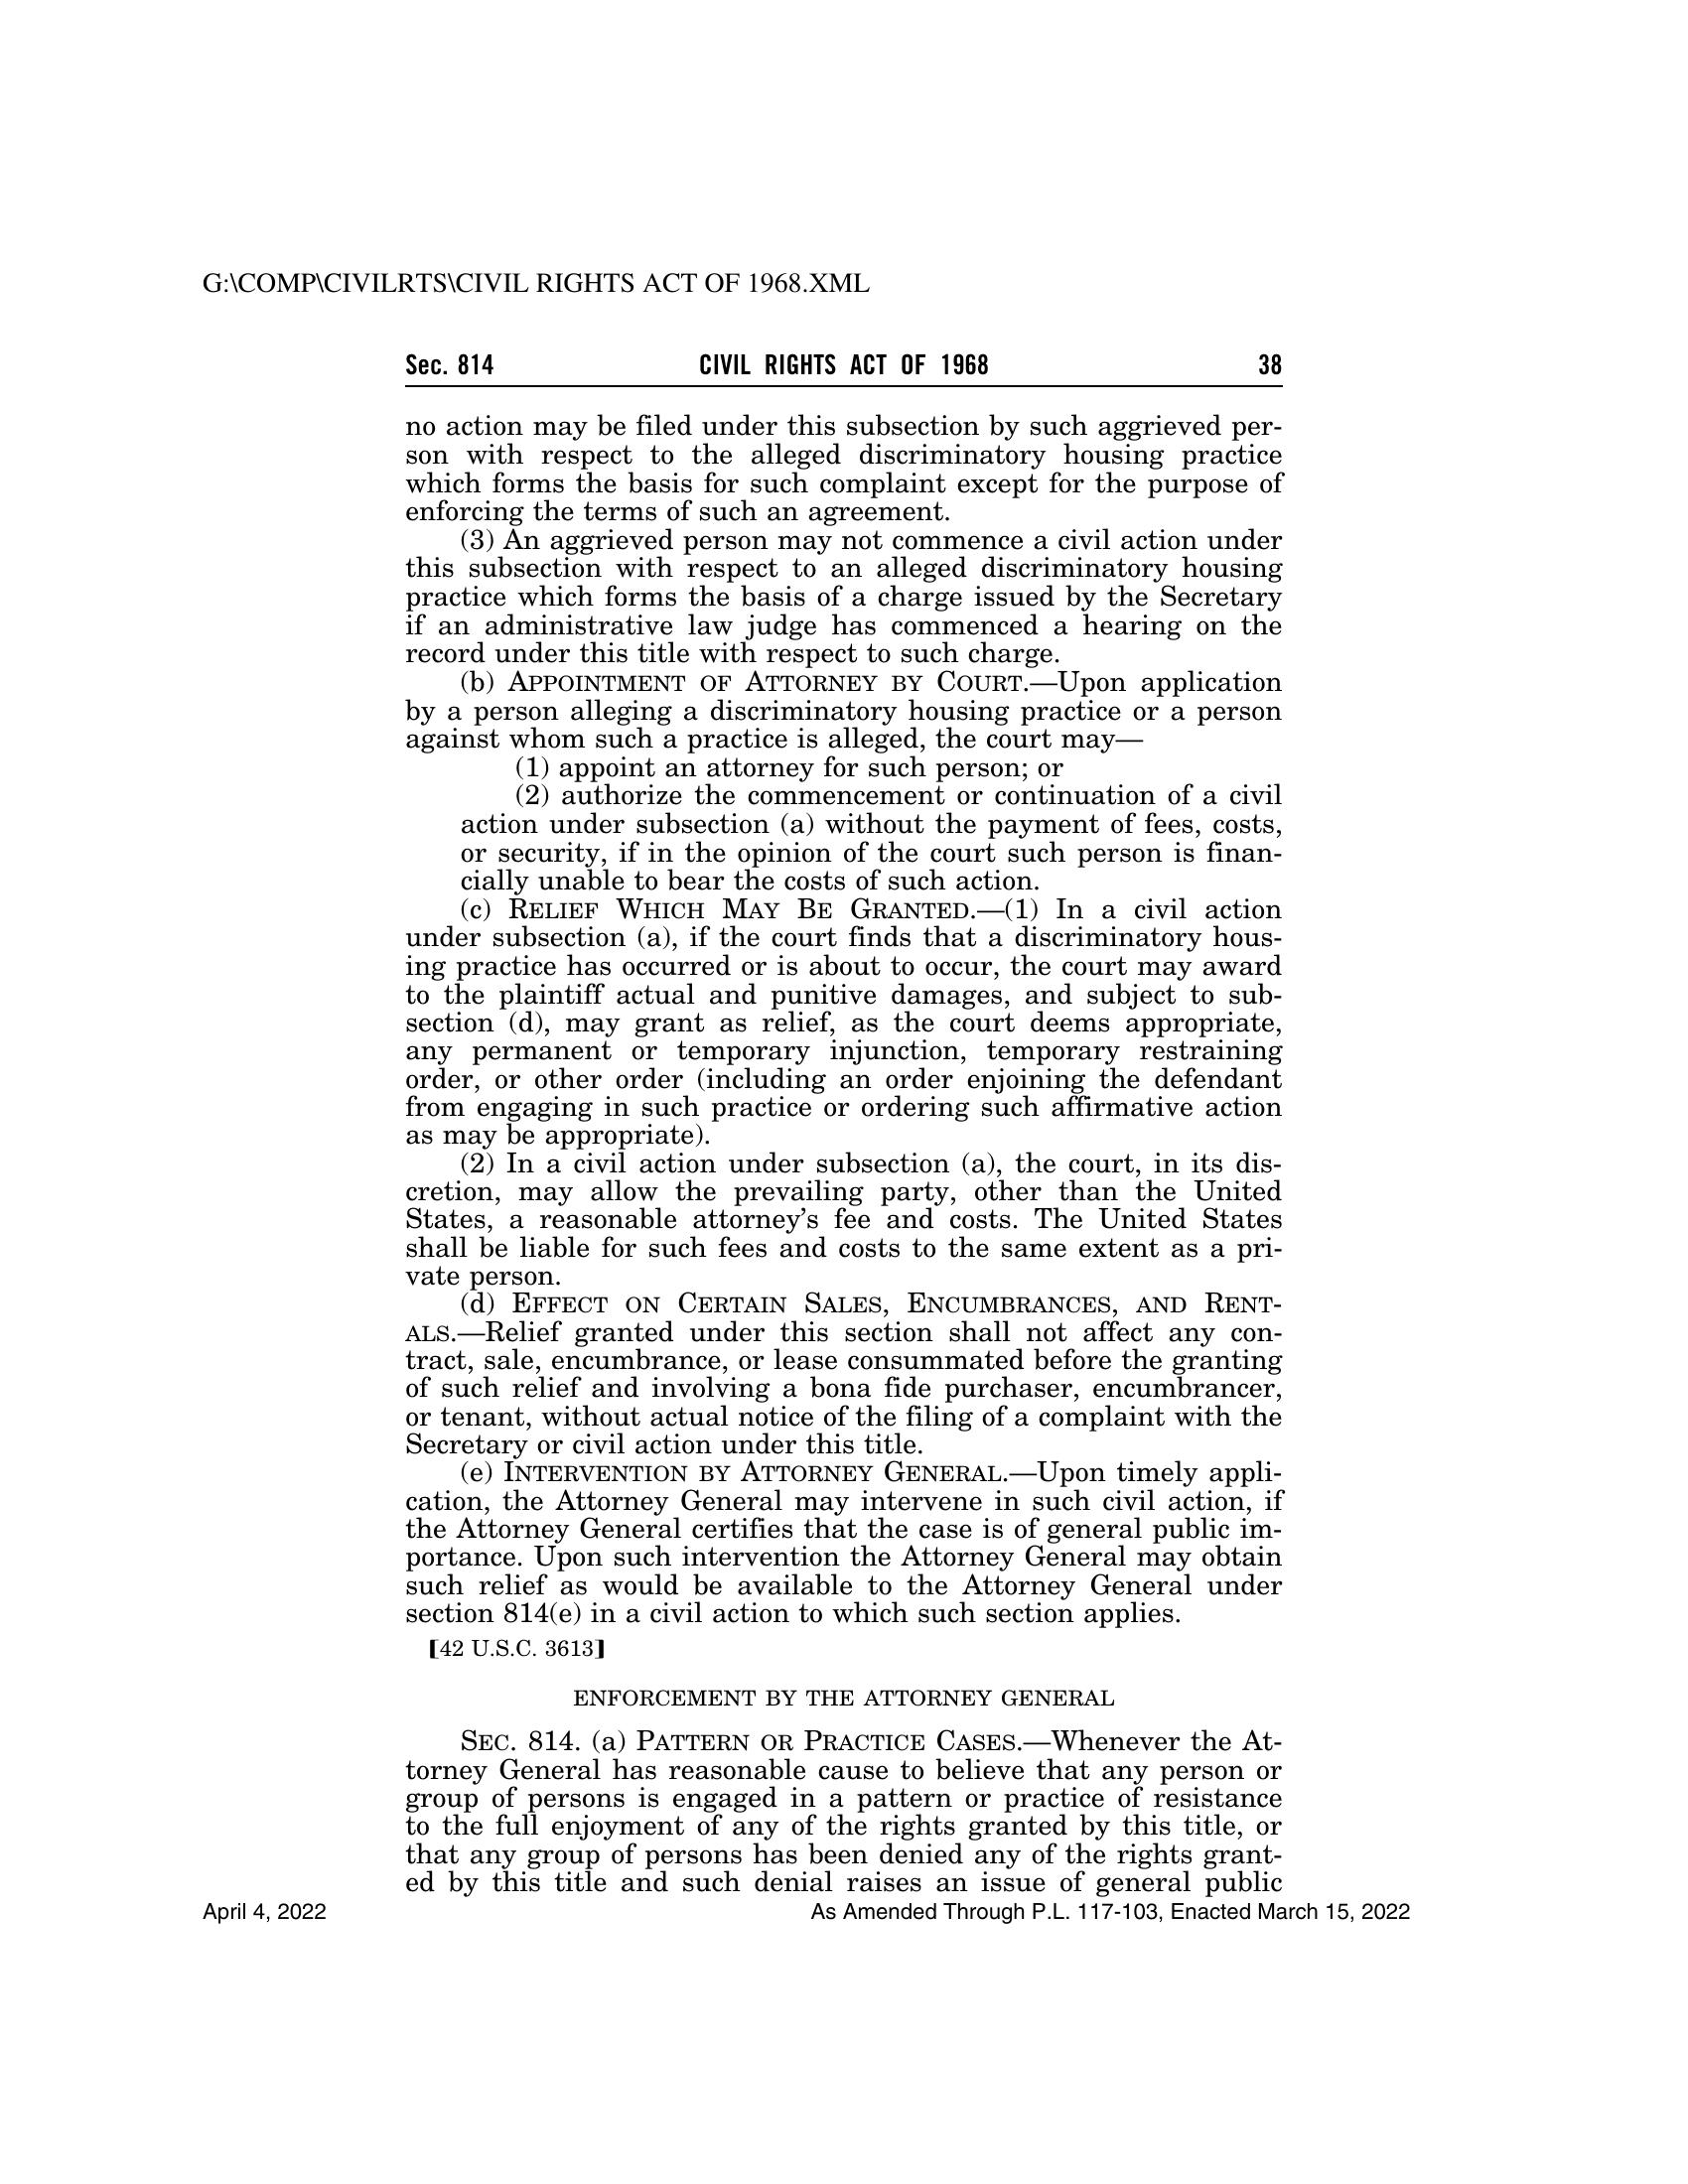 G:\COMP\CIVILRTS\CIVIL RIGHTS ACT OF 1968.XML
Sec. 814 CIVIL RIGHTS ACT OF 1968 38
no action may be filed under this subsection by such aggrieved per-
son with respect to the alleged discriminatory housing practice
which forms the basis for such complaint except for the purpose of
enforcing the terms of such an agreement.
(3) An aggrieved person may not commence a civil action under
this subsection with respect to an alleged discriminatory housing
practice which forms the basis of a charge issued by the Secretary
if an administrative law judge has commenced a hearing on the
record under this title with respect to such charge.
(b) APPOINTMENT OF ATTORNEY BY COURT.—Upon application
by a person alleging a discriminatory housing practice or a person
against whom such a practice is alleged, the court may—
(1) appoint an attorney for such person; or
(2) authorize the commencement or continuation of a civil
action under subsection (a) without the payment of fees, costs,
or security, if in the opinion of the court such person is finan-
cially unable to bear the costs of such action.
(c) RELIEF WHICH MAY BE GRANTED.—(1) In a civil action
under subsection (a), if the court finds that a discriminatory hous-
ing practice has occurred or is about to occur, the court may award
to the plaintiff actual and punitive damages, and subject to sub-
section (d), may grant as relief, as the court deems appropriate,
any permanent or temporary injunction, temporary restraining
order, or other order (including an order enjoining the defendant
from engaging in such practice or ordering such affirmative action
as may be appropriate).
(2) In a civil action under subsection (a), the court, in its dis-
cretion, may allow the prevailing party, other than the United
States, a reasonable attorney's fee and costs. The United States
shall be liable for such fees and costs to the same extent as a pri-
vate person.
(d) EFFECT ON CERTAIN SALES, ENCUMBRANCES, AND RENT-
ALS.—Relief granted under this section shall not affect any con-
tract, sale, encumbrance, or lease consummated before the granting
of such relief and involving a bona fide purchaser, encumbrancer,
or tenant, without actual notice of the filing of a complaint with the
Secretary or civil action under this title.
(e) INTERVENTION BY ATTORNEY GENERAL.—Upon timely appli-
cation, the Attorney General may intervene in such civil action, if
the Attorney General certifies that the case is of general public im-
portance. Upon such intervention the Attorney General may obtain
such relief as would be available to the Attorney General under
section 814(e) in a civil action to which such section applies.
[42 U.S.C. 3613]
ENFORCEMENT BY THE ATTORNEY GENERAL
SEC. 814. (a) PATTERN OR PRACTICE CASES.—Whenever the At-
torney General has reasonable cause to believe that any person or
group of persons is engaged in a pattern or practice of resistance
to the full enjoyment of any of the rights granted by this title, or
that any group of persons has been denied any of the rights grant-
ed by this title and such denial raises an issue of general public
April 4, 2022 As Amended Through P.L. 117-103, Enacted March 15, 2022